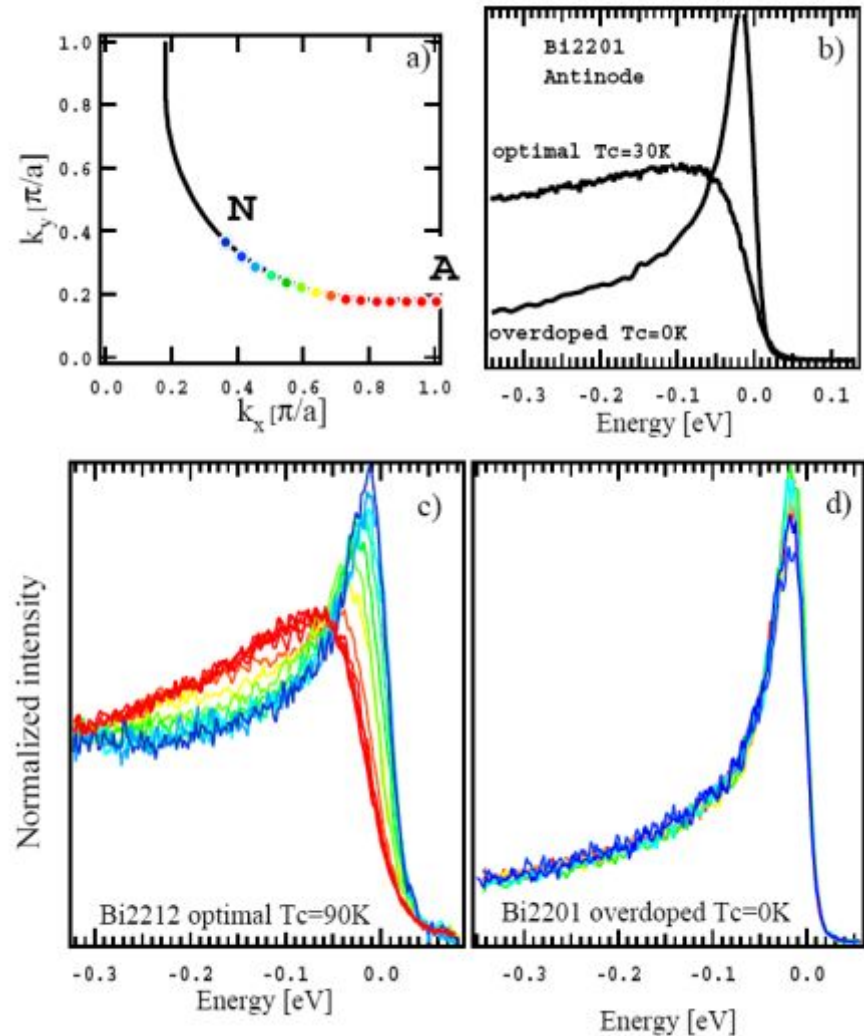 a)
1.0
0.8
0.6
0.4
0.2
0.0
k_y [π/a]
N
A
0.0 0.2 0.4 0.6 0.8 1.0
k_x [π/a]
b)
Bi2201
Antinode
optimal Tc=30K
overdoped Tc=0K
-0.3 -0.2 -0.1 0.0 0.1
Energy [eV]
c)
Normalized intensity
Bi2212 optimal Tc=90K
-0.3 -0.2 -0.1 0.0
Energy [eV]
d)
Bi2201 overdoped Tc=0K
-0.3 -0.2 -0.1 0.0
Energy [eV]